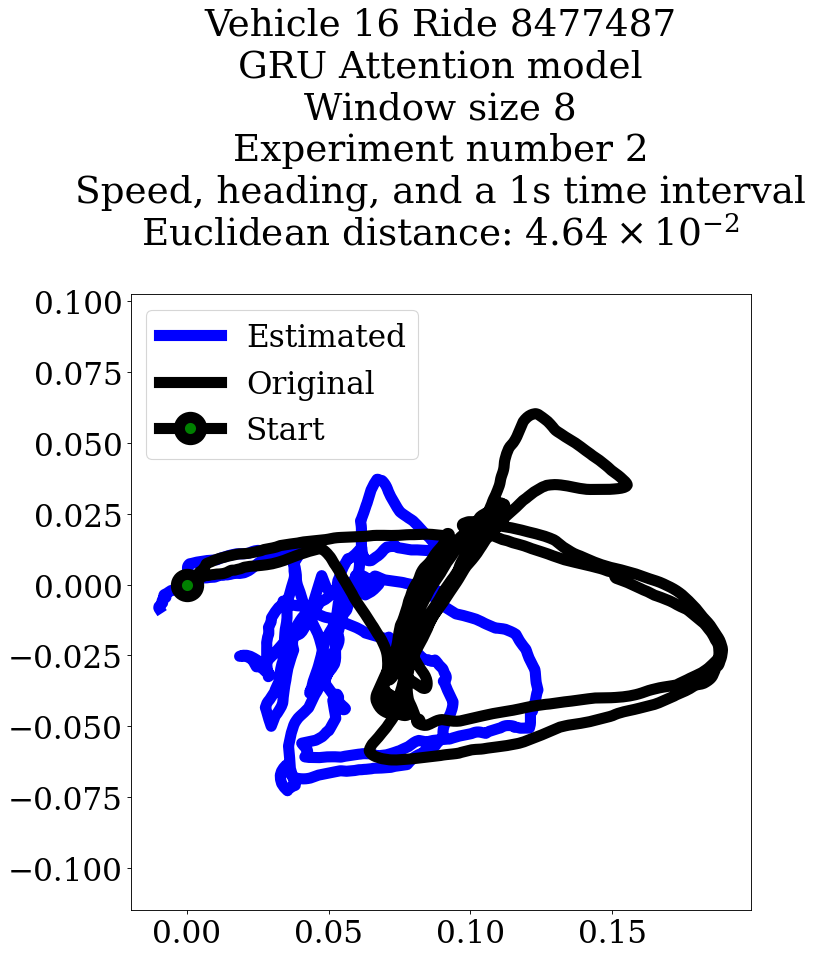 Vehicle 16 Ride 8477487
GRU Attention model
Window size 8
Experiment number 2
Speed, heading, and a 1s time interval
Euclidean distance: 4.64 × 10⁻²
Estimated
Original
Start
0.100
0.075
0.050
0.025
0.000
−0.025
−0.050
−0.075
−0.100
0.00 0.05 0.10 0.15